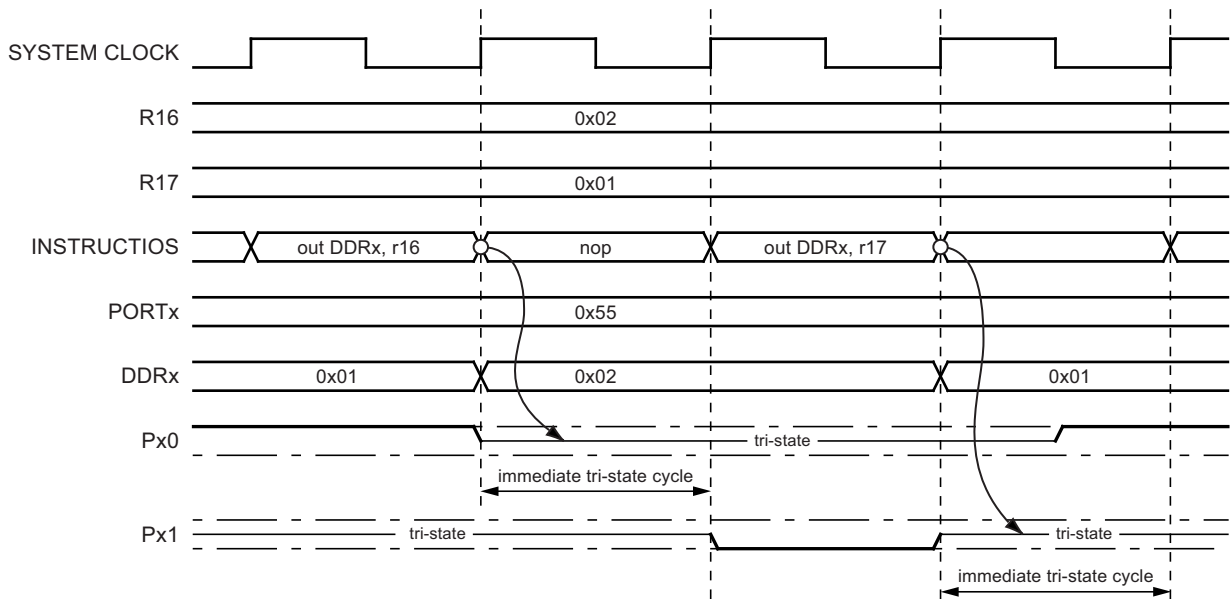 SYSTEM CLOCK
R16
0x02
R17
0x01
INSTRUCTIOS
out DDRx, r16
nop
out DDRx, r17
PORTx
0x55
DDRx
0x01
0x02
0x01
Px0
tri-state
immediate tri-state cycle
Px1
tri-state
tri-state
immediate tri-state cycle